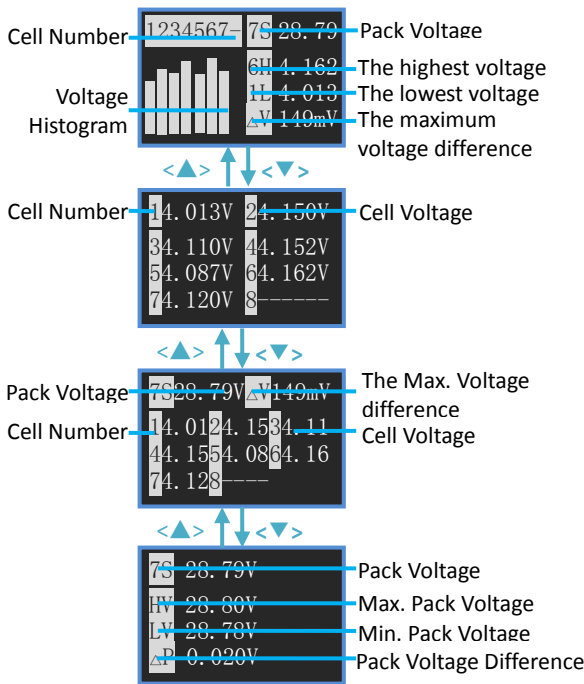 Cell Number
1234567- 7S 28.79
Pack Voltage
6H 4.162
The highest voltage
1L 4.013
The lowest voltage
Voltage
Histogram
△V 149mV
The maximum
voltage difference
<▲> <▼>
Cell Number
14.013V 24.150V
Cell Voltage
34.110V 44.152V
54.087V 64.162V
74.120V 8------
<▲> <▼>
Pack Voltage
7S28.79V△V149mV
The Max. Voltage
difference
Cell Number
14.0124.1534.11
Cell Voltage
44.1554.0864.16
74.128----
<▲> <▼>
7S 28.79V
Pack Voltage
HV 28.80V
Max. Pack Voltage
LV 28.78V
Min. Pack Voltage
△P 0.020V
Pack Voltage Difference